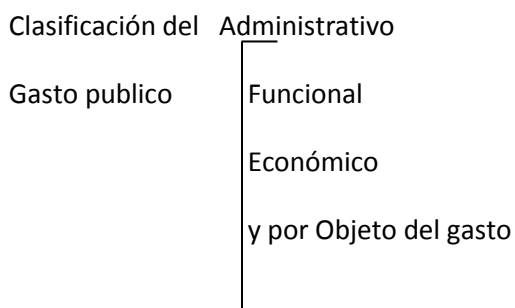 Clasificación del Administrativo
Gasto publico Funcional
Económico
y por Objeto del gasto